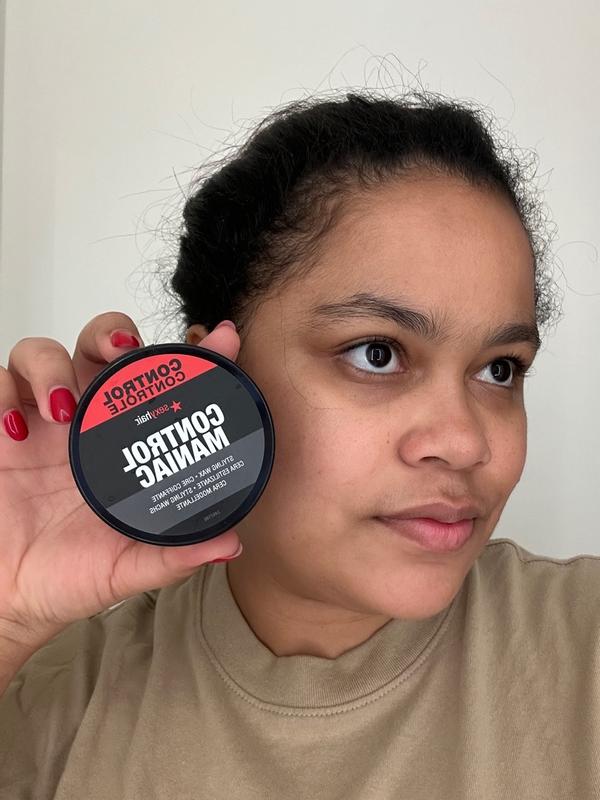 CONTROL
CONTROLE
sexyhair
CONTROL
MANIAC
STYLING WAX • CIRE COIFFANTE
CERA ESTILIZANTE • STYLING WACHS
CERA MODELLANTE